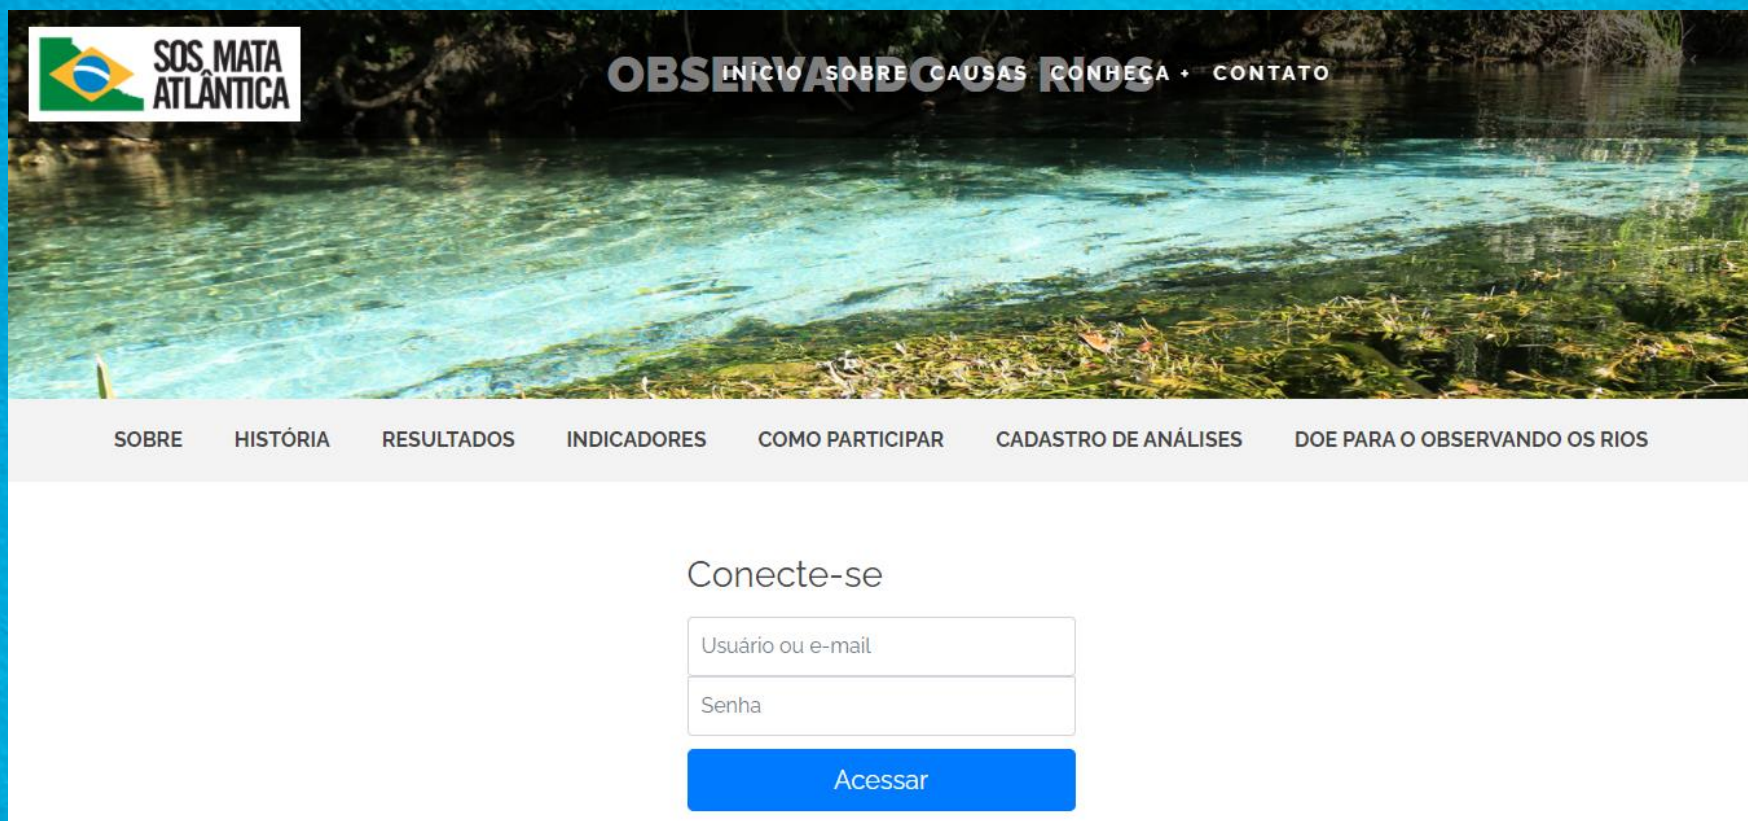 SOS MATA
ATLÂNTICA
OBSERVANDO OS RIOS
INÍCIO SOBRE CAUSAS CONHEÇA + CONTATO
SOBRE HISTÓRIA RESULTADOS INDICADORES COMO PARTICIPAR CADASTRO DE ANÁLISES DOE PARA O OBSERVANDO OS RIOS
Conecte-se
Usuário ou e-mail
Senha
Acessar